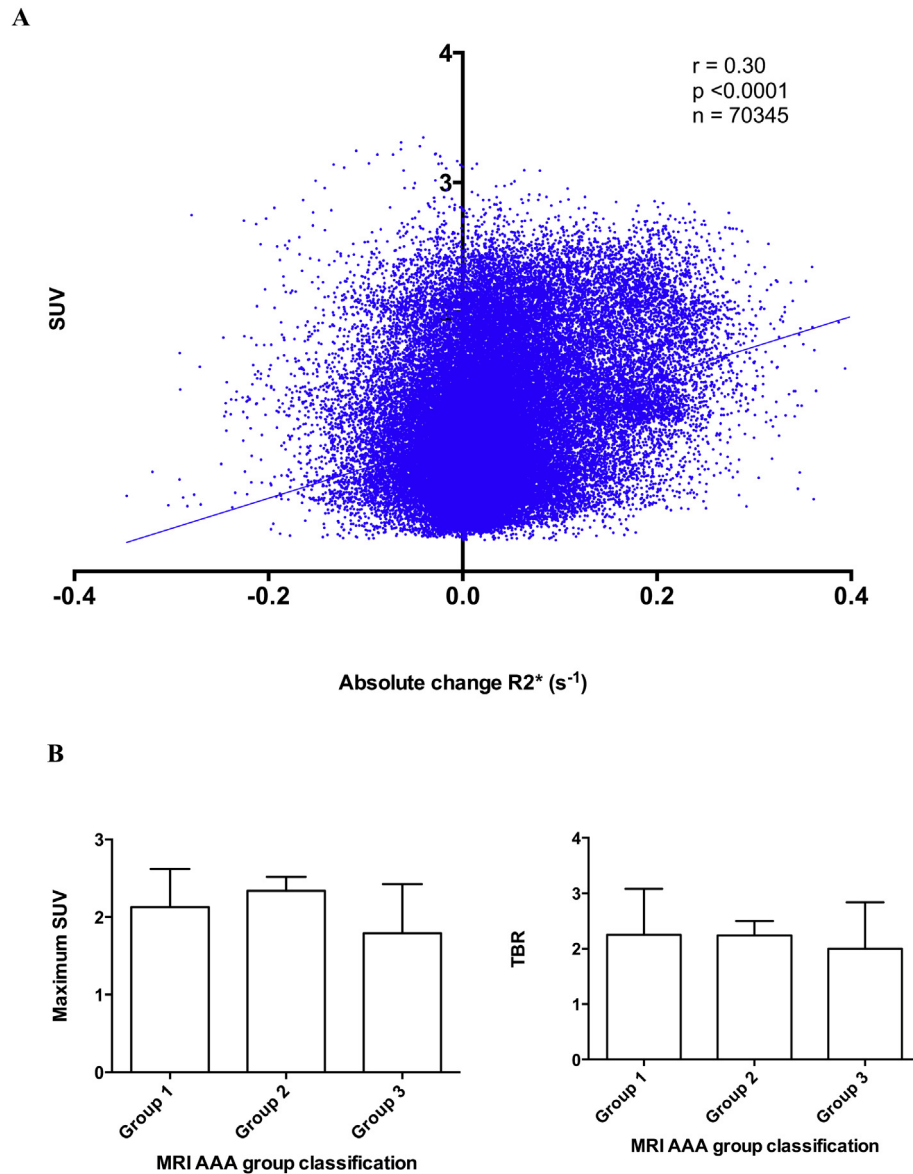 A
4
r = 0.30
p <0.0001
n = 70345
3
SUV
-0.4 -0.2 0.0 0.2 0.4
Absolute change R2* (s⁻¹)
B
3
2
1
0
Maximum SUV
Group 1 Group 2 Group 3
MRI AAA group classification
4
3
2
1
0
TBR
Group 1 Group 2 Group 3
MRI AAA group classification